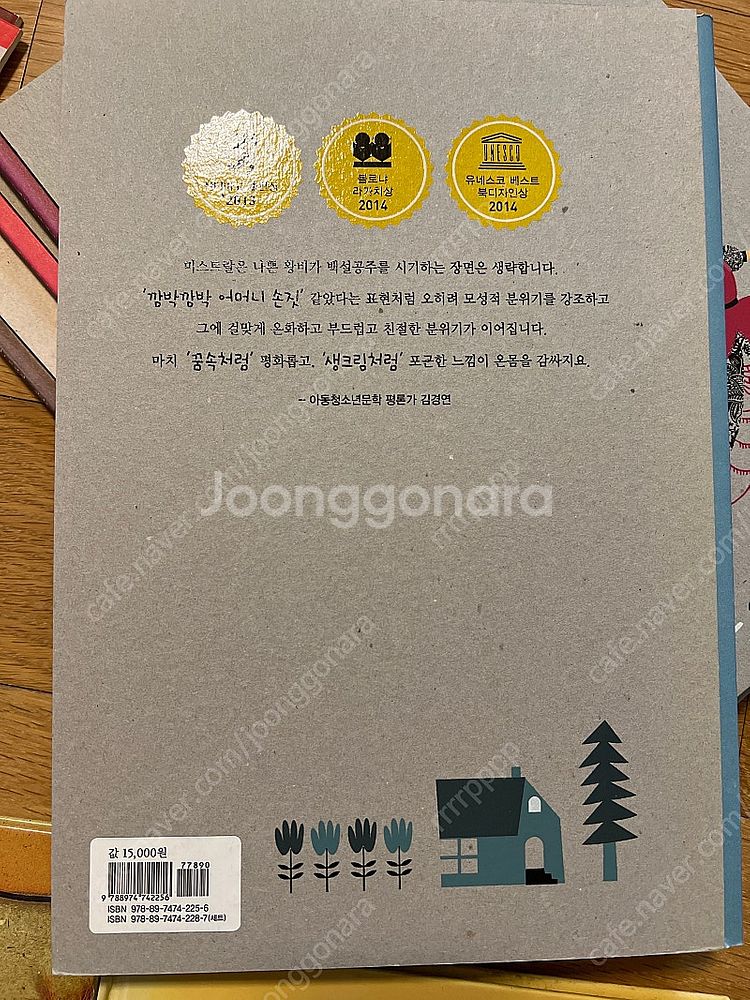 2013
볼로냐
라가치상
2014
UNESCO
유네스코 베스트
북디자인상
2014
미스트랄은 나쁜 왕비가 백설공주를 시기하는 장면은 생략합니다.
'깜박깜박 어머니 손짓' 같았다는 표현처럼 오히려 모성적 분위기를 강조하고
그에 걸맞게 온화하고 부드럽고 친절한 분위기가 이어집니다.
마치 '꿈속처럼' 평화롭고, '생크림처럼' 포근한 느낌이 온몸을 감싸지요.
- 아동청소년문학 평론가 김경연
Joonggonara
cafe.naver.com/joonggonara
rrrrrpppp
값 15,000원
77890
9 788974 742256
ISBN 978-89-7474-225-6
ISBN 978-89-7474-228-7(세트)